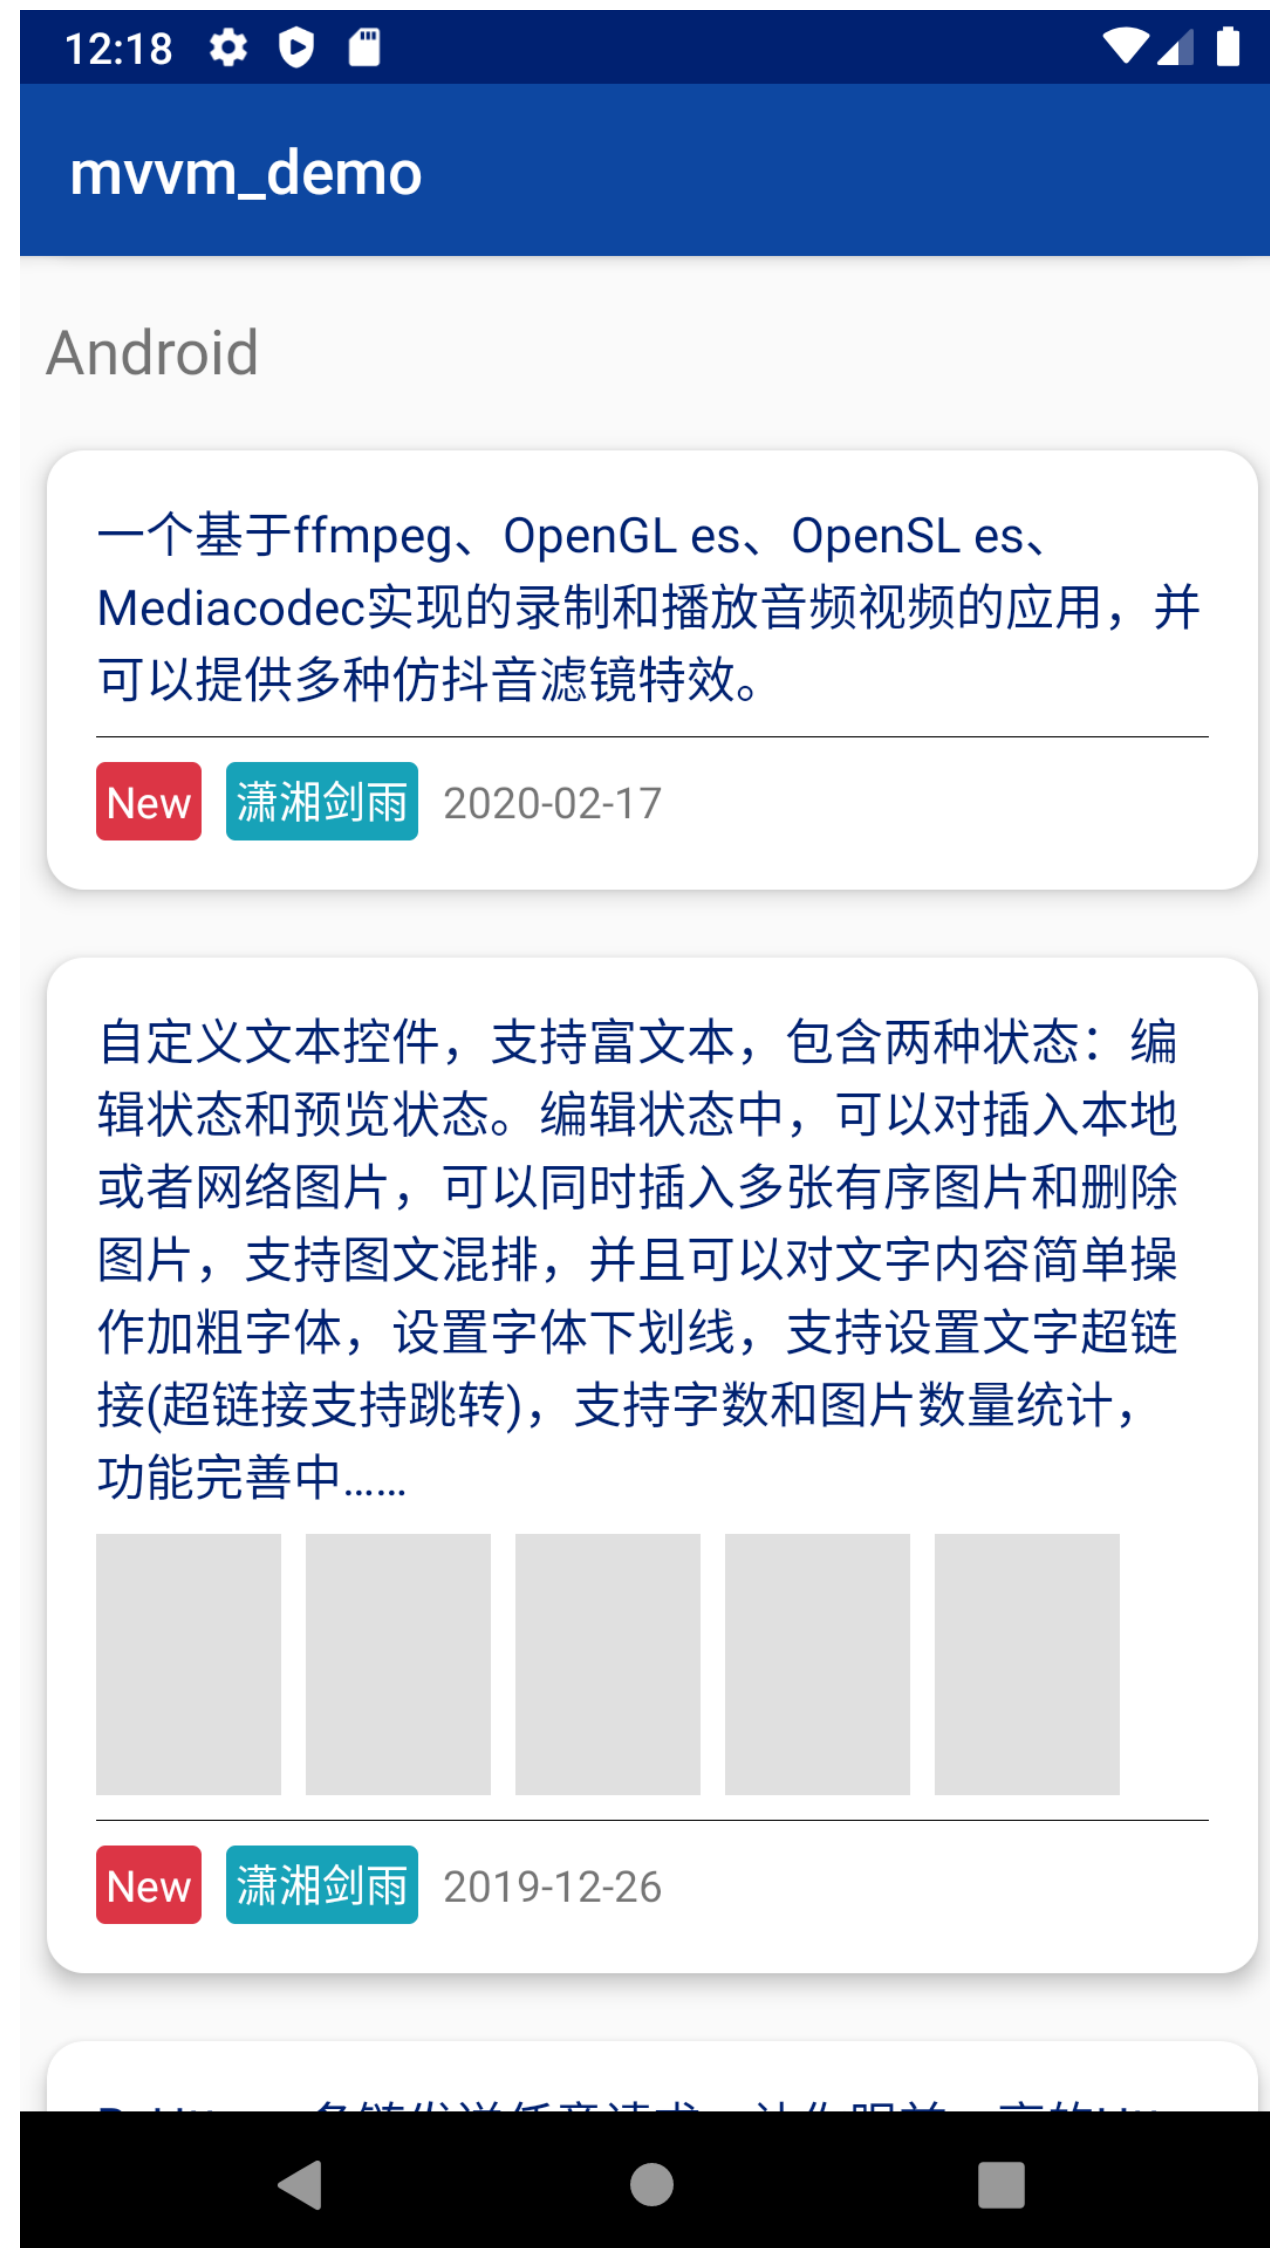 12:18
mvvm_demo
Android
一个基于ffmpeg、OpenGL es、OpenSL es、
Mediacodec实现的录制和播放音频视频的应用，并
可以提供多种仿抖音滤镜特效。
New 潇湘剑雨 2020-02-17
自定义文本控件，支持富文本，包含两种状态：编
辑状态和预览状态。编辑状态中，可以对插入本地
或者网络图片，可以同时插入多张有序图片和删除
图片，支持图文混排，并且可以对文字内容简单操
作加粗字体，设置字体下划线，支持设置文字超链
接(超链接支持跳转)，支持字数和图片数量统计，
功能完善中……
New 潇湘剑雨 2019-12-26